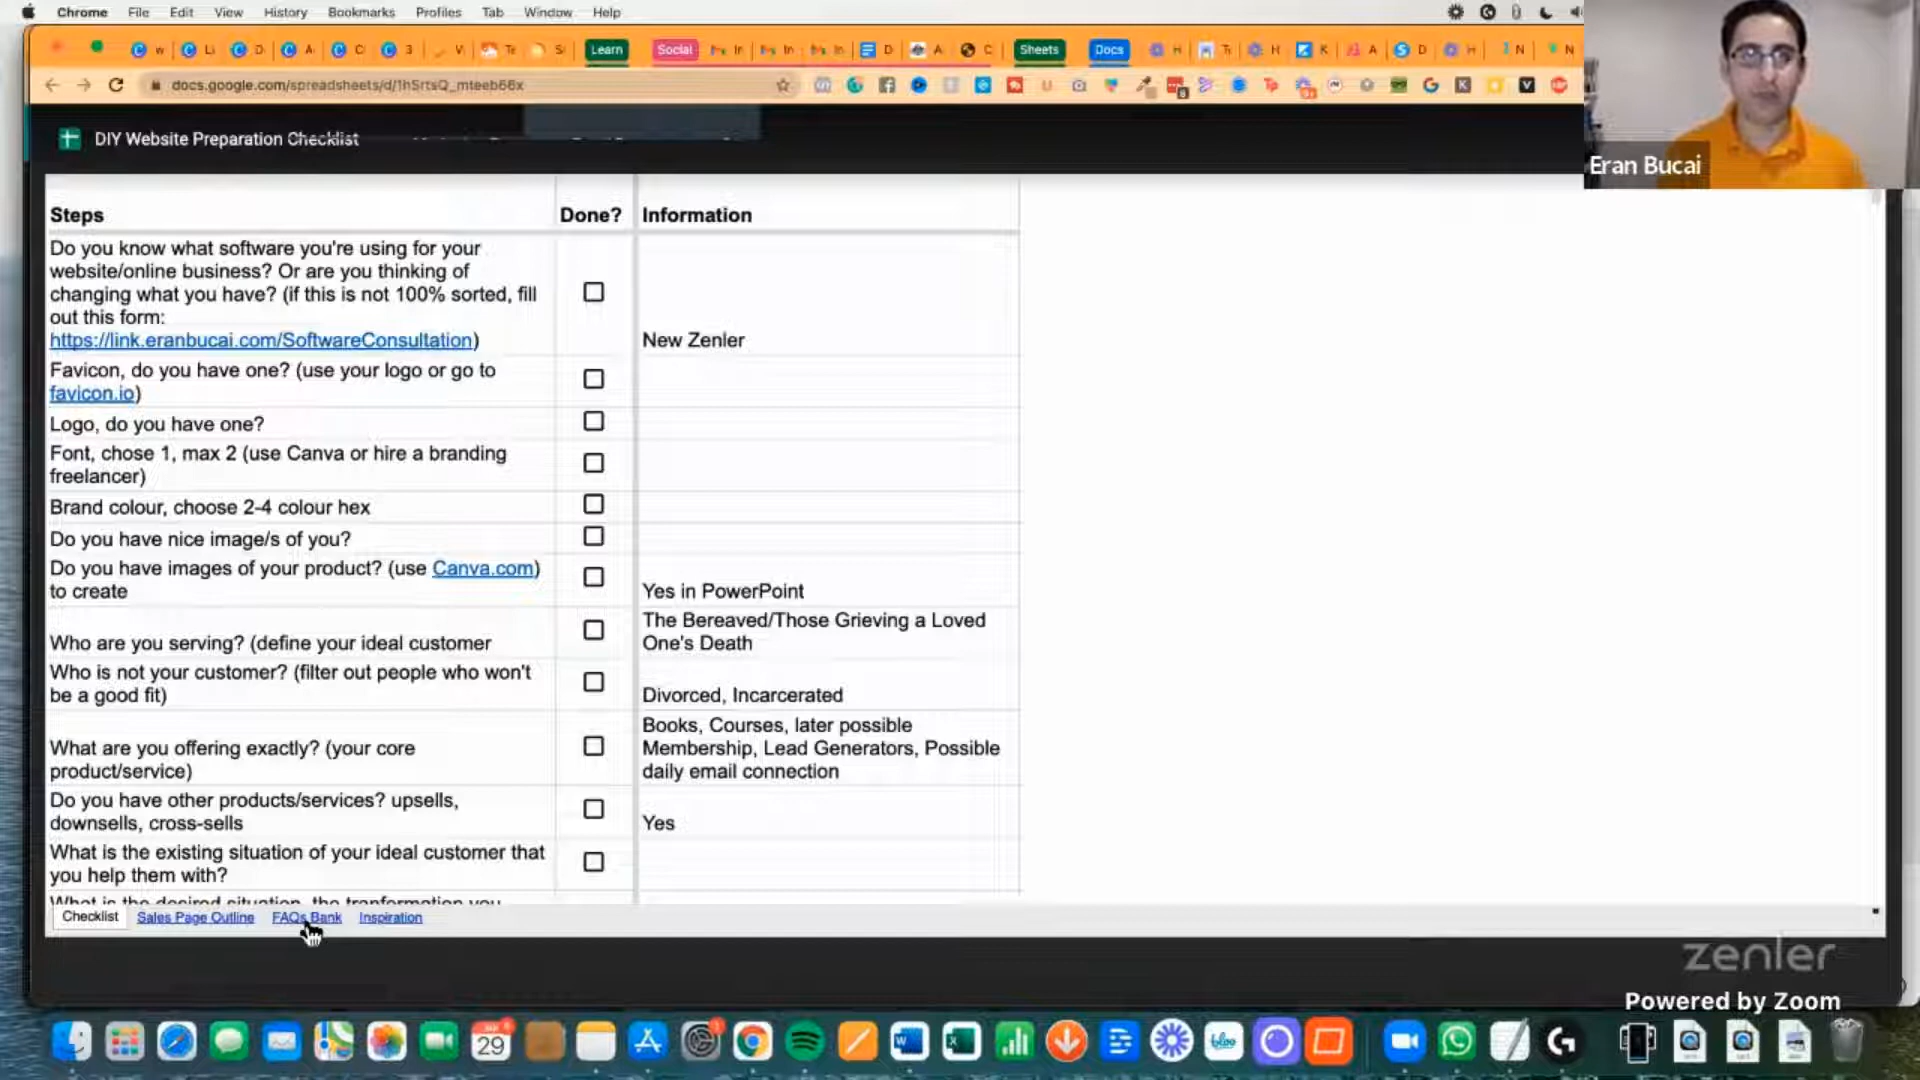 Chrome File Edit View History Bookmarks Profiles Tab Window Help
Learn Social Sheets Docs
docs.google.com/spreadsheets/d/1hSrtsQ_mteeb66x
DIY Website Preparation Checklist
Eran Bucai
Steps Done? Information
Do you know what software you're using for your
website/online business? Or are you thinking of
changing what you have? (if this is not 100% sorted, fill
out this form:
https://link.eranbucai.com/SoftwareConsultation)
New Zenler
Favicon, do you have one? (use your logo or go to
favicon.io)
Logo, do you have one?
Font, chose 1, max 2 (use Canva or hire a branding
freelancer)
Brand colour, choose 2-4 colour hex
Do you have nice image/s of you?
Do you have images of your product? (use Canva.com)
to create
Yes in PowerPoint
Who are you serving? (define your ideal customer
The Bereaved/Those Grieving a Loved
One's Death
Who is not your customer? (filter out people who won't
be a good fit)
Divorced, Incarcerated
What are you offering exactly? (your core
product/service)
Books, Courses, later possible
Membership, Lead Generators, Possible
daily email connection
Do you have other products/services? upsells,
downsells, cross-sells
Yes
What is the existing situation of your ideal customer that
you help them with?
What is the desired situation, the tranformation you
Checklist Sales Page Outline FAQs Bank Inspiration
zenler
Powered by Zoom
29